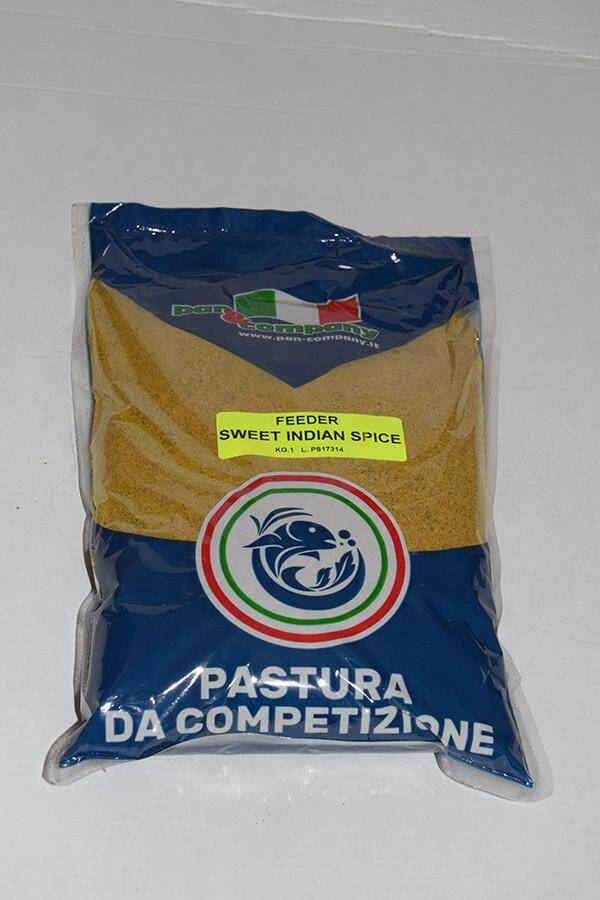 pan
&company
www.pan-company.it
FEEDER
SWEET INDIAN SPICE
KG.1 L. PS17314
PASTURA
DA COMPETIZIONE